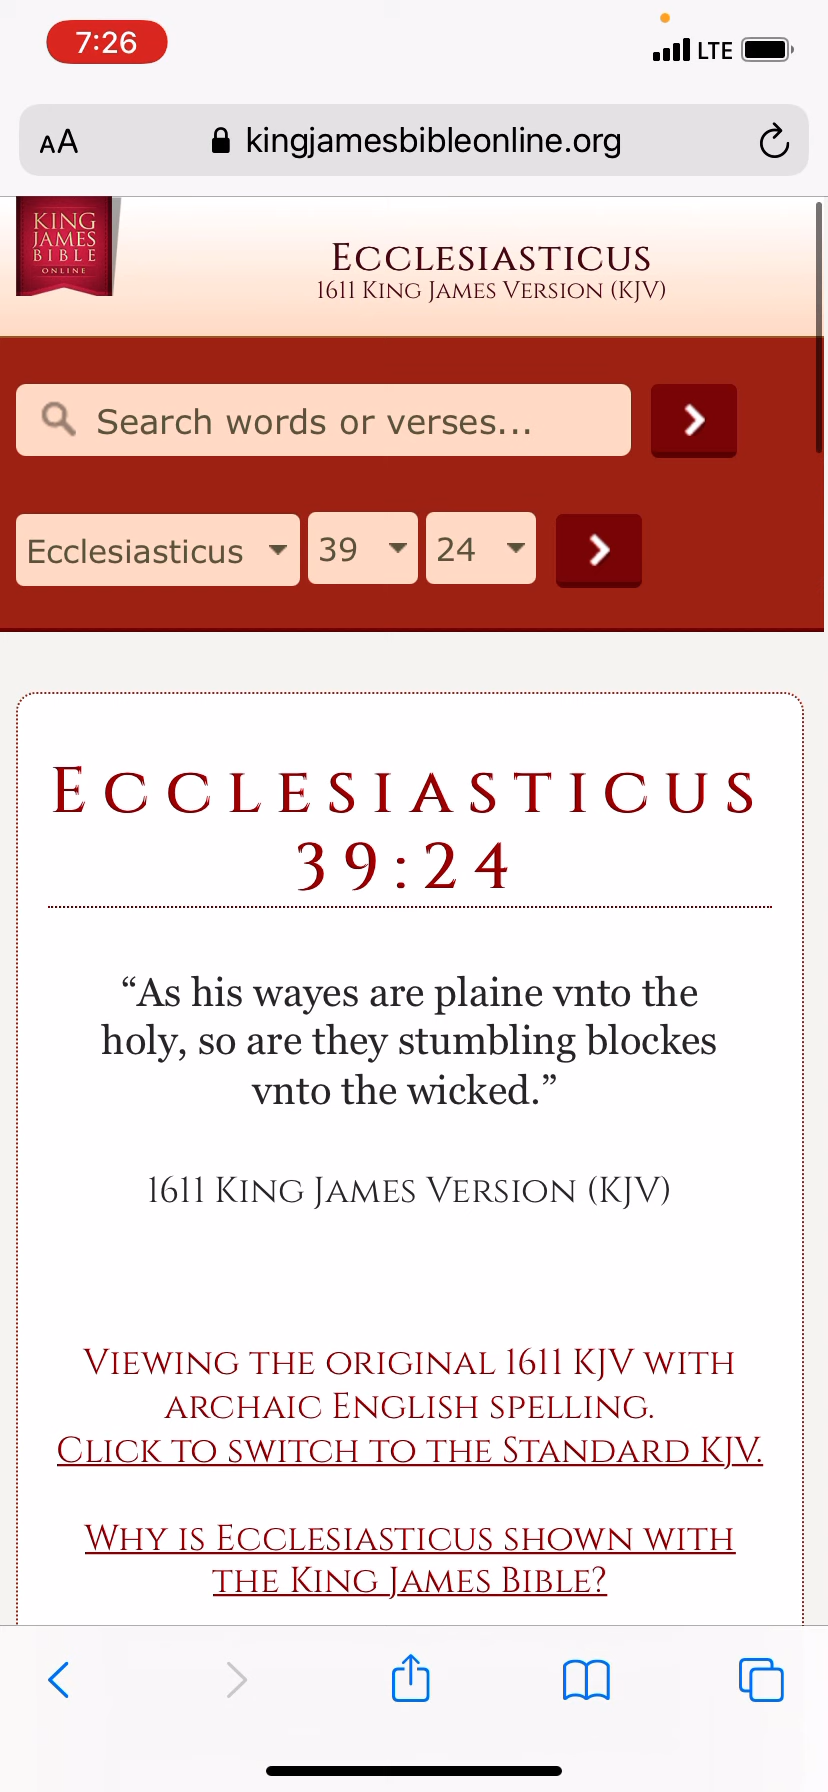 7:26
LTE
AA
kingjamesbibleonline.org
KING
JAMES
BIBLE
ONLINE
Ecclesiasticus
1611 King James Version (KJV)
Search words or verses...
Ecclesiasticus 39 24
Ecclesiasticus
39:24
“As his wayes are plaine vnto the
holy, so are they stumbling blockes
vnto the wicked.”
1611 King James Version (KJV)
Viewing the original 1611 KJV with
archaic English spelling.
Click to switch to the Standard KJV.
Why is Ecclesiasticus shown with
the King James Bible?